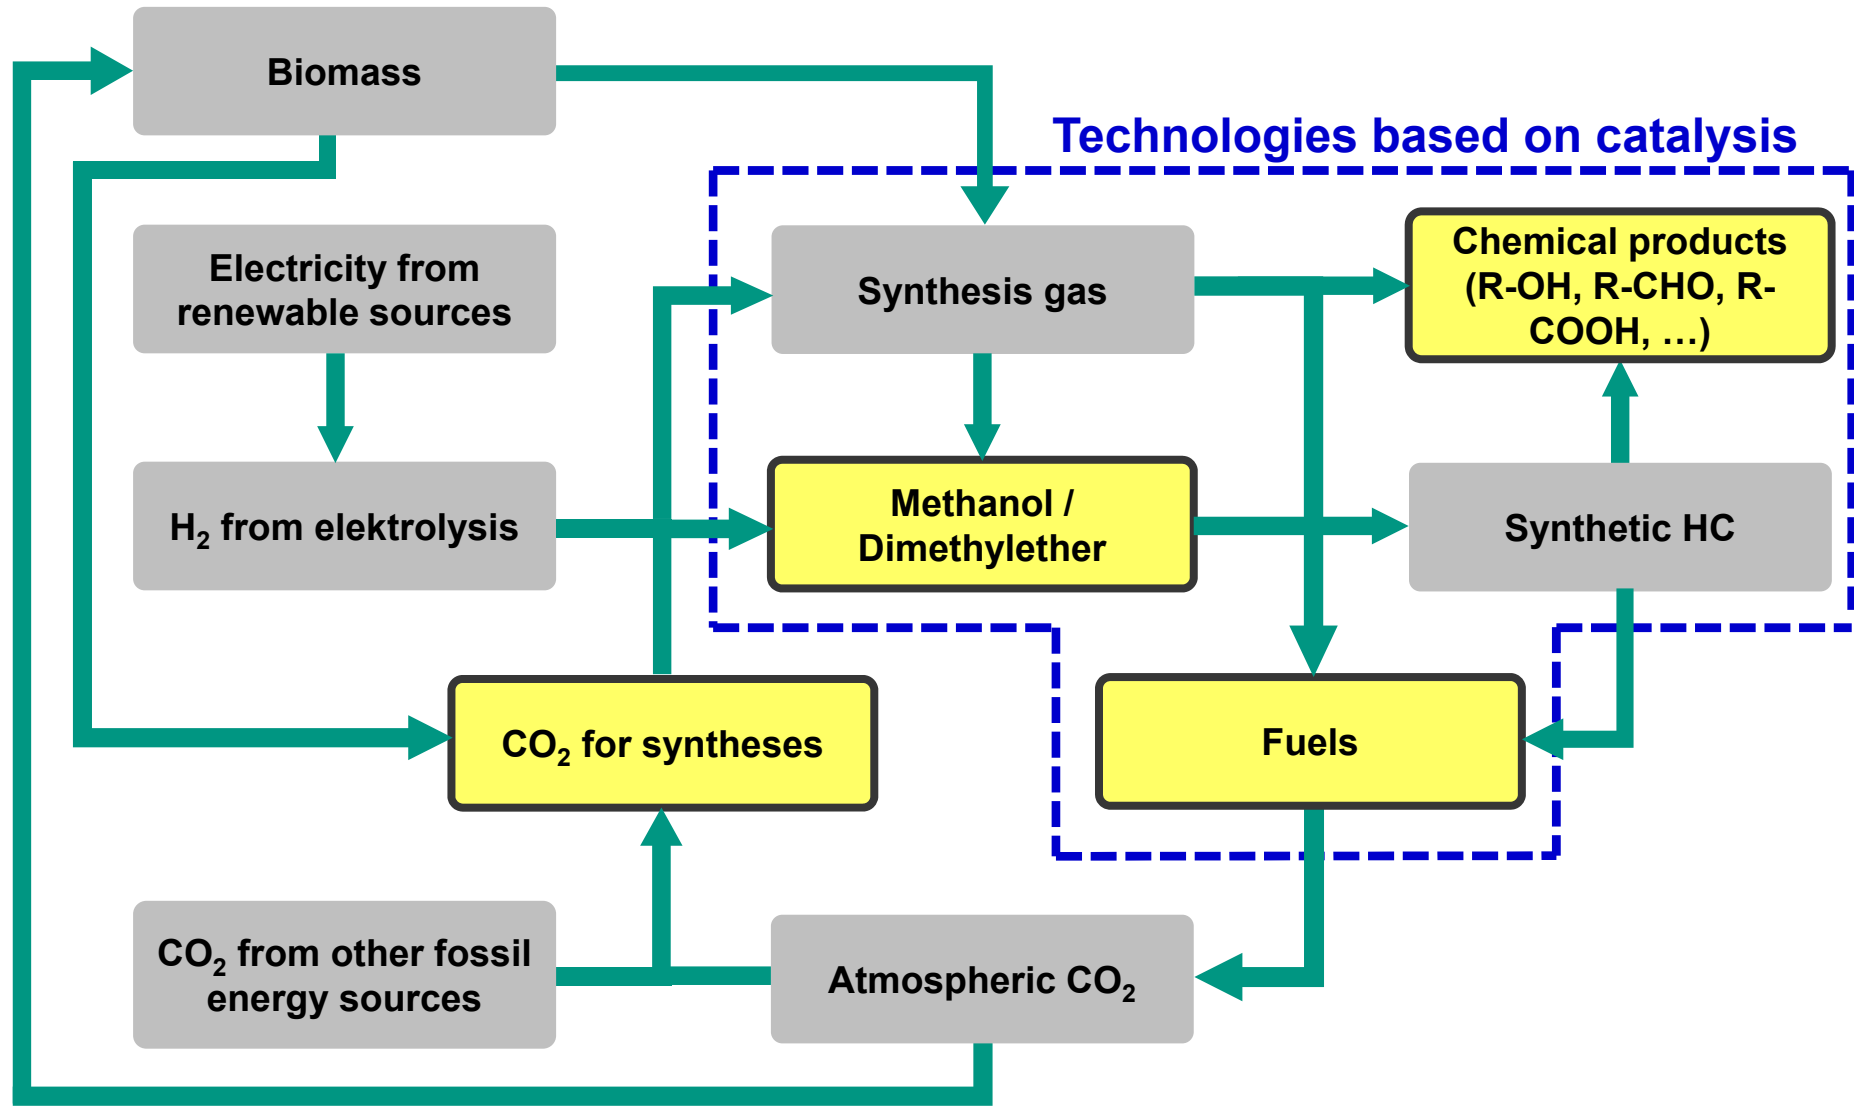 Biomass
Technologies based on catalysis
Electricity from
renewable sources
Synthesis gas
Chemical products
(R-OH, R-CHO, R-
COOH, …)
H₂ from elektrolysis
Methanol /
Dimethylether
Synthetic HC
CO₂ for syntheses
Fuels
CO₂ from other fossil
energy sources
Atmospheric CO₂